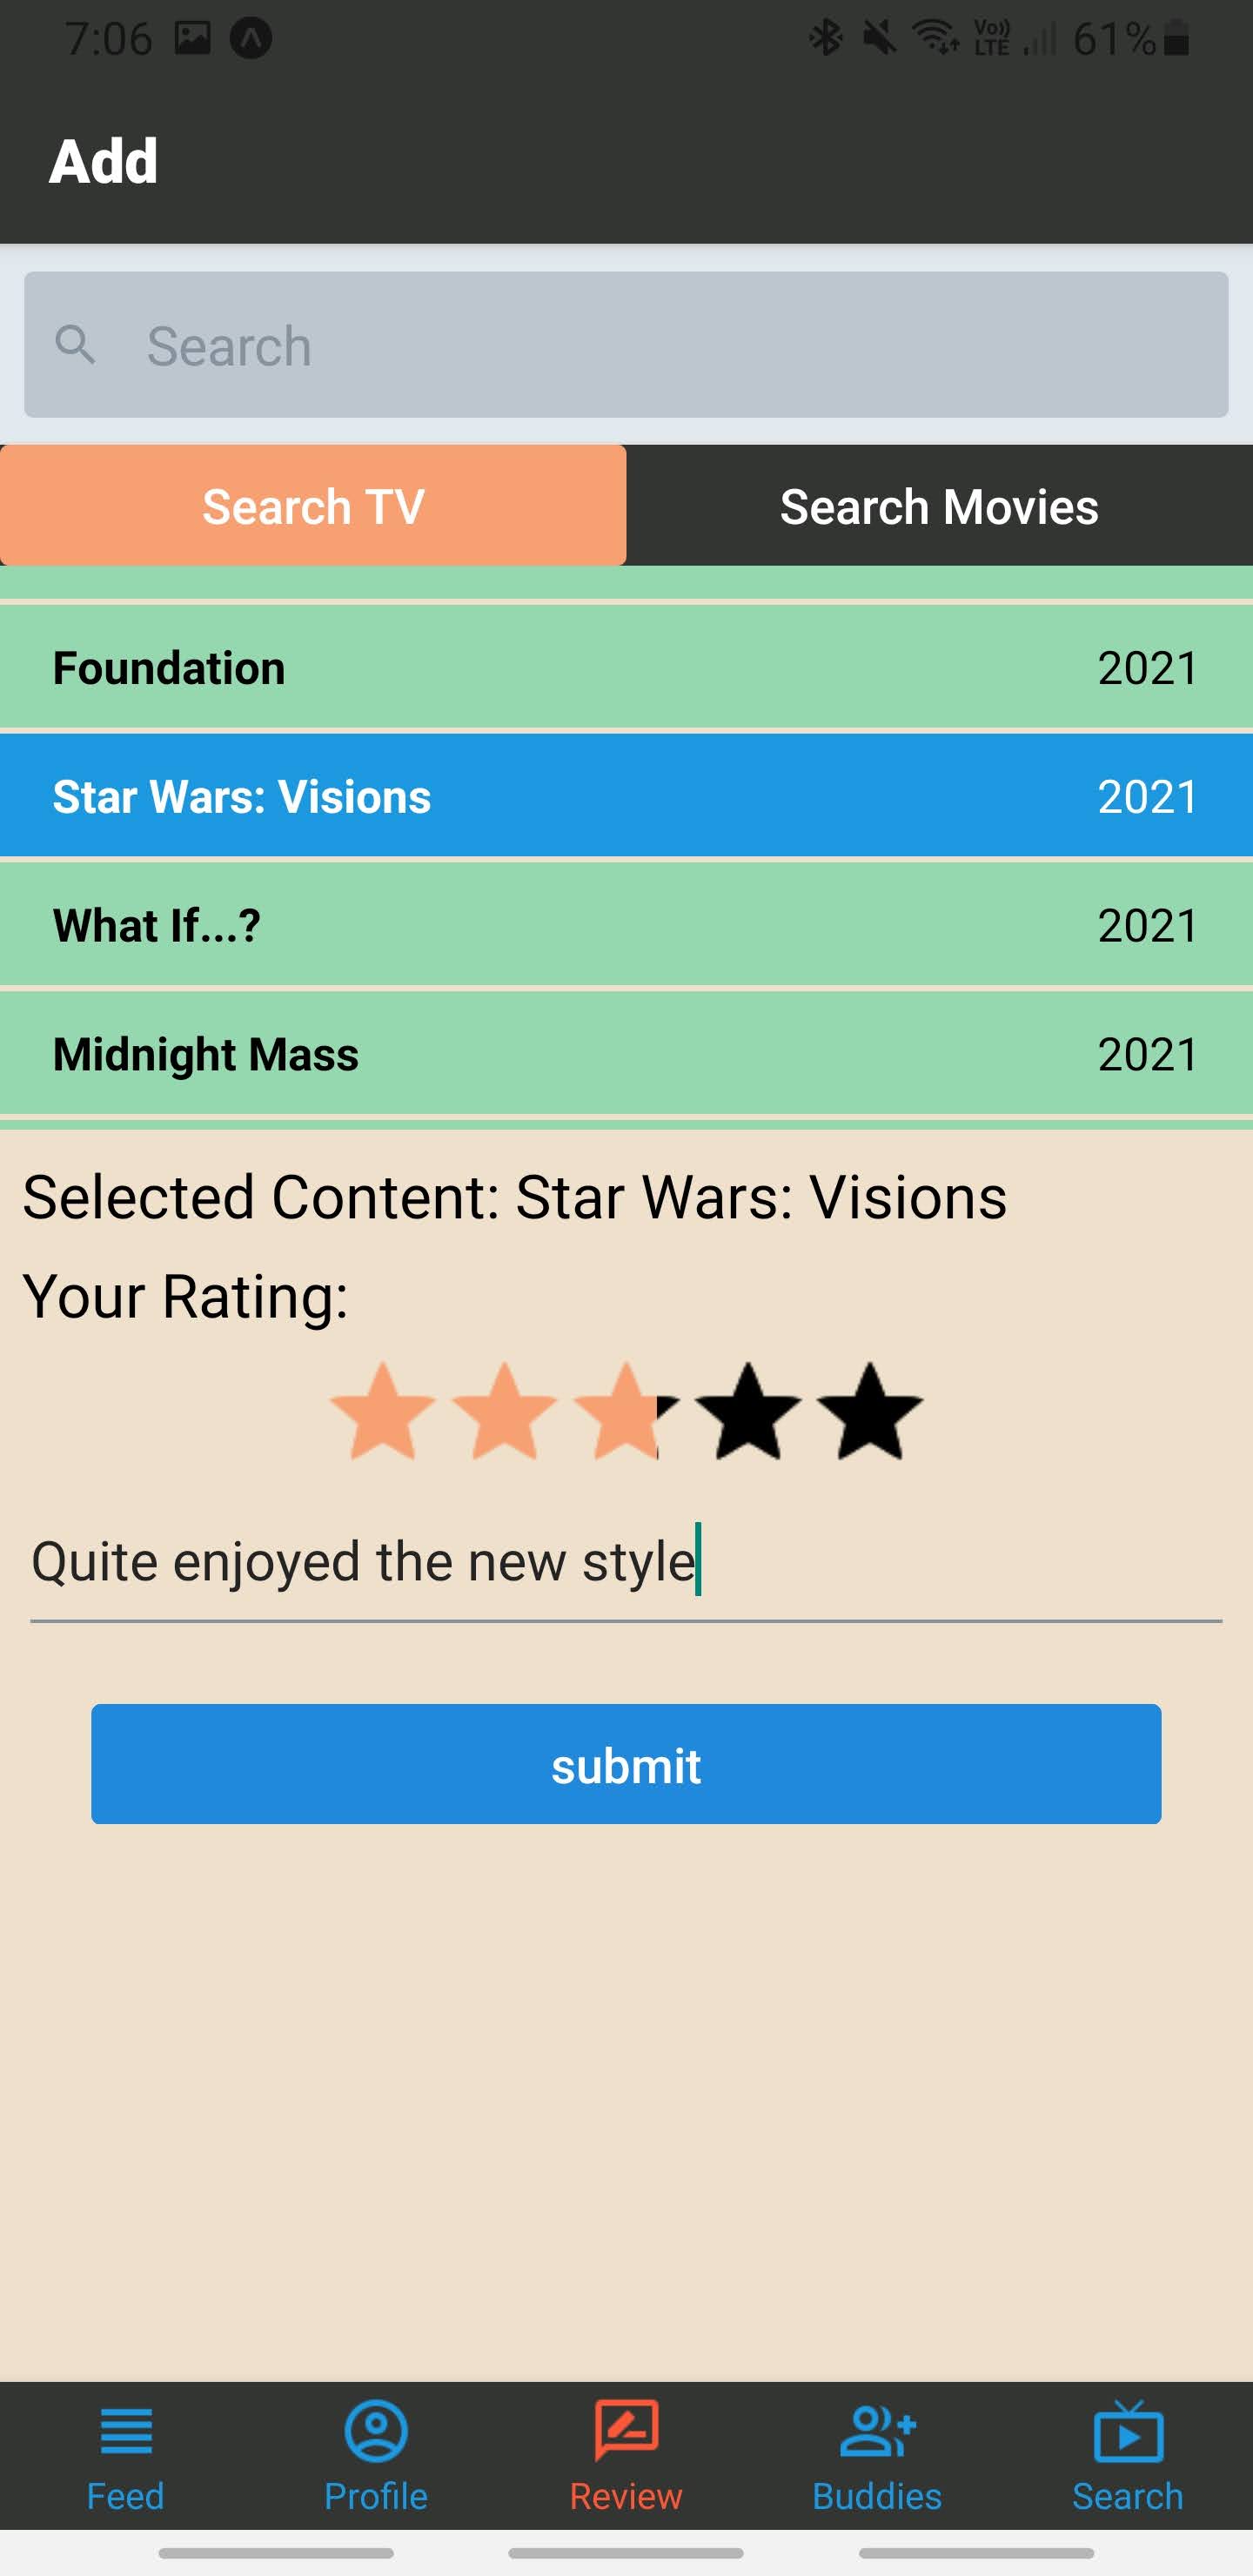 7:06 Vo)) LTE 61%
Add
Search
Search TV Search Movies
Foundation 2021
Star Wars: Visions 2021
What If...? 2021
Midnight Mass 2021
Selected Content: Star Wars: Visions
Your Rating:
Quite enjoyed the new style
submit
Feed Profile Review Buddies Search